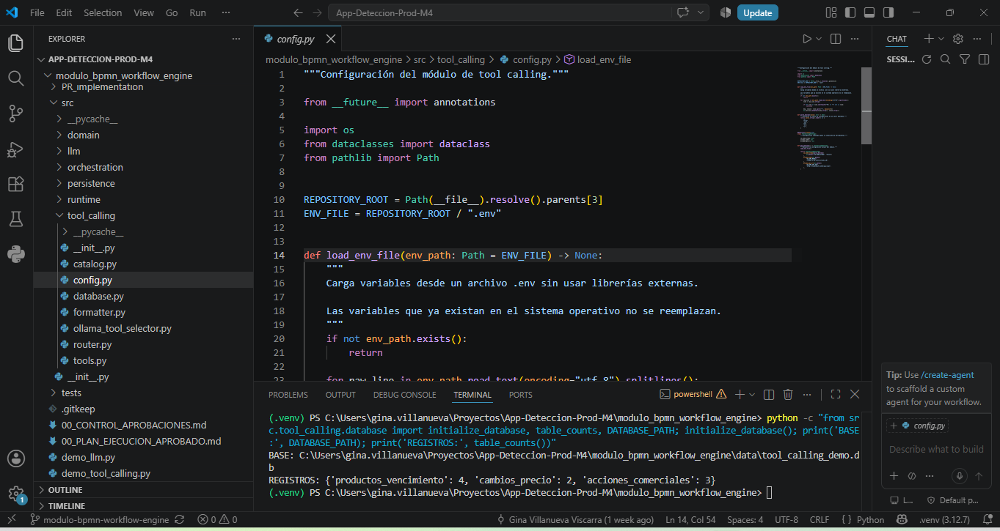 File Edit Selection View Go Run ··· App-Deteccion-Prod-M4 Update
EXPLORER ···
APP-DETECCION-PROD-M4
modulo_bpmn_workflow_engine
PR_implementation
src
__pycache__
domain
llm
orchestration
persistence
runtime
tool_calling
__pycache__
__init__.py
catalog.py
config.py
database.py
formatter.py
ollama_tool_selector.py
router.py
tools.py
__init__.py
tests
.gitkeep
00_CONTROL_APROBACIONES.md
00_PLAN_EJECUCION_APROBADO.md
demo_llm.py
demo_tool_calling.py
OUTLINE
TIMELINE
config.py
modulo_bpmn_workflow_engine > src > tool_calling > config.py > load_env_file
1 """Configuración del módulo de tool calling."""
2
3 from __future__ import annotations
4
5 import os
6 from dataclasses import dataclass
7 from pathlib import Path
8
9
10 REPOSITORY_ROOT = Path(__file__).resolve().parents[3]
11 ENV_FILE = REPOSITORY_ROOT / ".env"
12
13
14 def load_env_file(env_path: Path = ENV_FILE) -> None:
15 """
16 Carga variables desde un archivo .env sin usar librerías externas.
17
18 Las variables que ya existan en el sistema operativo no se reemplazan.
19 """
20 if not env_path.exists():
21 return
22
23 for raw_line in env_path.read_text(encoding="utf-8").splitlines():
PROBLEMS OUTPUT DEBUG CONSOLE TERMINAL PORTS powershell ···
(.venv) PS C:\Users\gina.villanueva\Proyectos\App-Deteccion-Prod-M4\modulo_bpmn_workflow_engine> python -c "from sr
c.tool_calling.database import initialize_database, table_counts, DATABASE_PATH; initialize_database(); print('BASE
:', DATABASE_PATH); print('REGISTROS:', table_counts())"
BASE: C:\Users\gina.villanueva\Proyectos\App-Deteccion-Prod-M4\modulo_bpmn_workflow_engine\data\tool_calling_demo.d
b
REGISTROS: {'productos_vencimiento': 4, 'cambios_precio': 2, 'acciones_comerciales': 3}
(.venv) PS C:\Users\gina.villanueva\Proyectos\App-Deteccion-Prod-M4\modulo_bpmn_workflow_engine>
CHAT ···
SESSI...
Tip: Use /create-agent
to scaffold a custom
agent for your workflow.
+ config.py
Describe what to build
L... Default p...
1
modulo-bpmn-workflow-engine 0 0 Gina Villanueva Viscarra (1 week ago) Ln 14, Col 54 Spaces: 4 UTF-8 CRLF { } Python .venv (3.12.7)